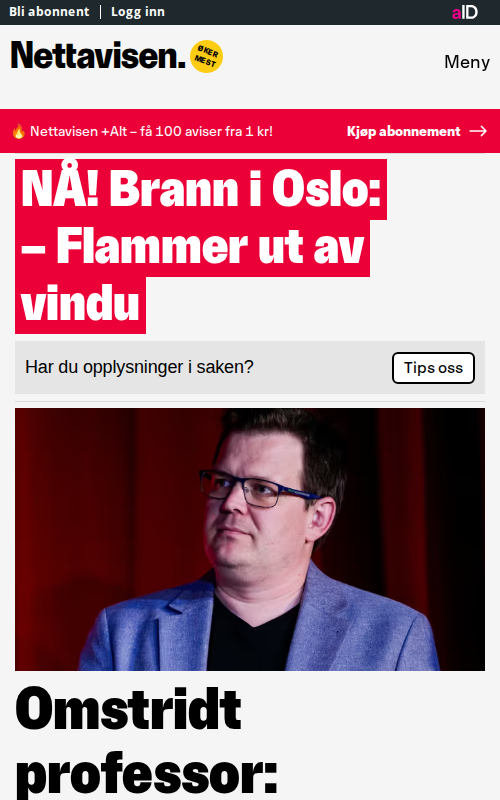 Bli abonnent | Logg inn
aID
Nettavisen.
ØKER
MEST
Meny
🔥 Nettavisen +Alt – få 100 aviser fra 1 kr!
Kjøp abonnement →
NÅ! Brann i Oslo:
– Flammer ut av
vindu
Har du opplysninger i saken?
Tips oss
Omstridt
professor: